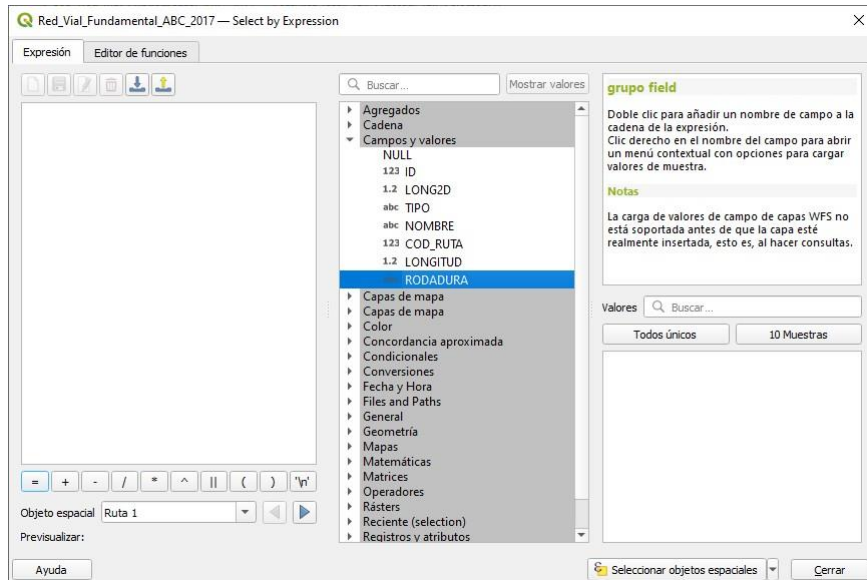 Red_Vial_Fundamental_ABC_2017 — Select by Expression
Expresión
Editor de funciones
Buscar...
Mostrar valores
Agregados
Cadena
Campos y valores
NULL
123 ID
1.2 LONG2D
abc TIPO
abc NOMBRE
123 COD_RUTA
1.2 LONGITUD
RODADURA
Capas de mapa
Capas de mapa
Color
Concordancia aproximada
Condicionales
Conversiones
Fecha y Hora
Files and Paths
General
Geometría
Mapas
Matemáticas
Matrices
Operadores
Rásters
Reciente (selection)
Registros y atributos
grupo field
Doble clic para añadir un nombre de campo a la
cadena de la expresión.
Clic derecho en el nombre del campo para abrir
un menú contextual con opciones para cargar
valores de muestra.
Notas
La carga de valores de campo de capas WFS no
está soportada antes de que la capa esté
realmente insertada, esto es, al hacer consultas.
Valores
Buscar...
Todos únicos
10 Muestras
= + - / * ^ || ( ) '\n'
Objeto espacial Ruta 1
Previsualizar:
Ayuda
Seleccionar objetos espaciales
Cerrar